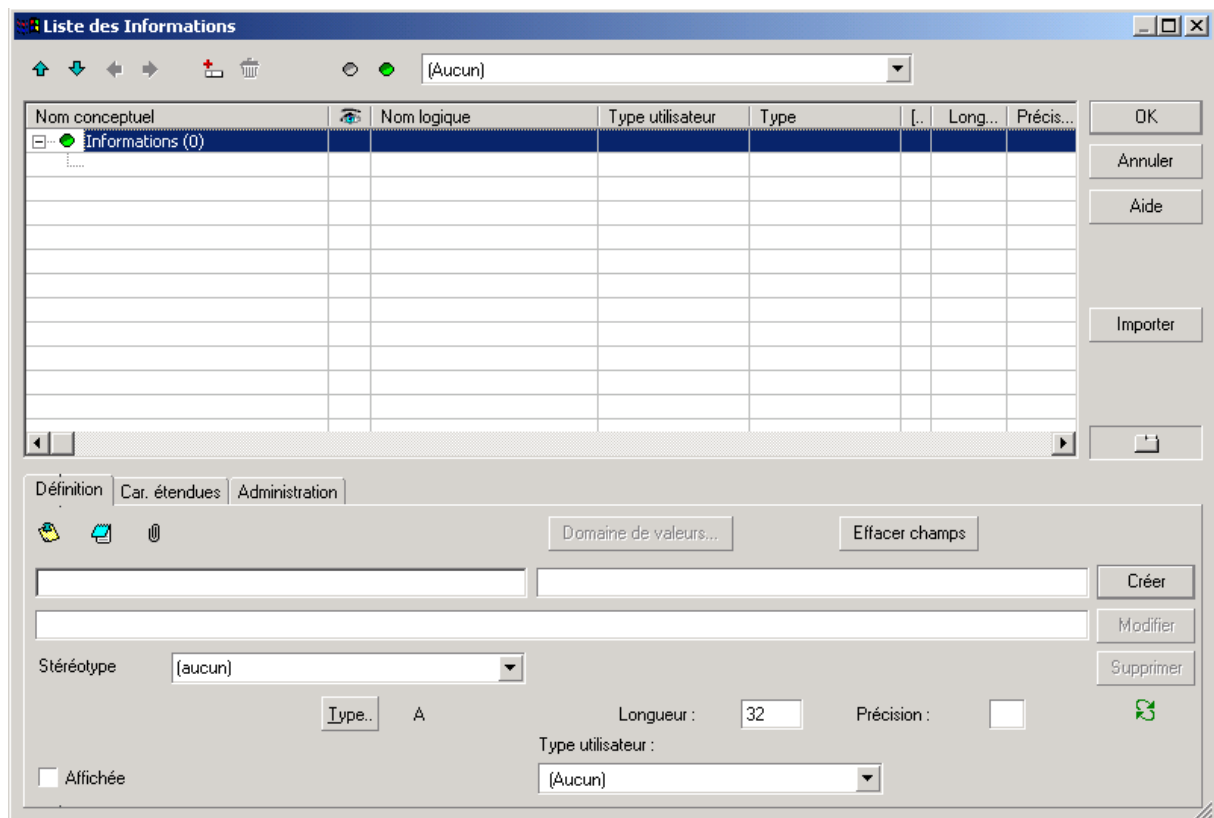 Liste des Informations
(Aucun)
Nom conceptuel Nom logique Type utilisateur Type [.. Long... Précis...
Informations (0)
OK
Annuler
Aide
Importer
Définition Car. étendues Administration
Domaine de valeurs... Effacer champs
Créer
Modifier
Stéréotype (aucun) Supprimer
Type.. A Longueur : 32 Précision :
Type utilisateur :
Affichée (Aucun)